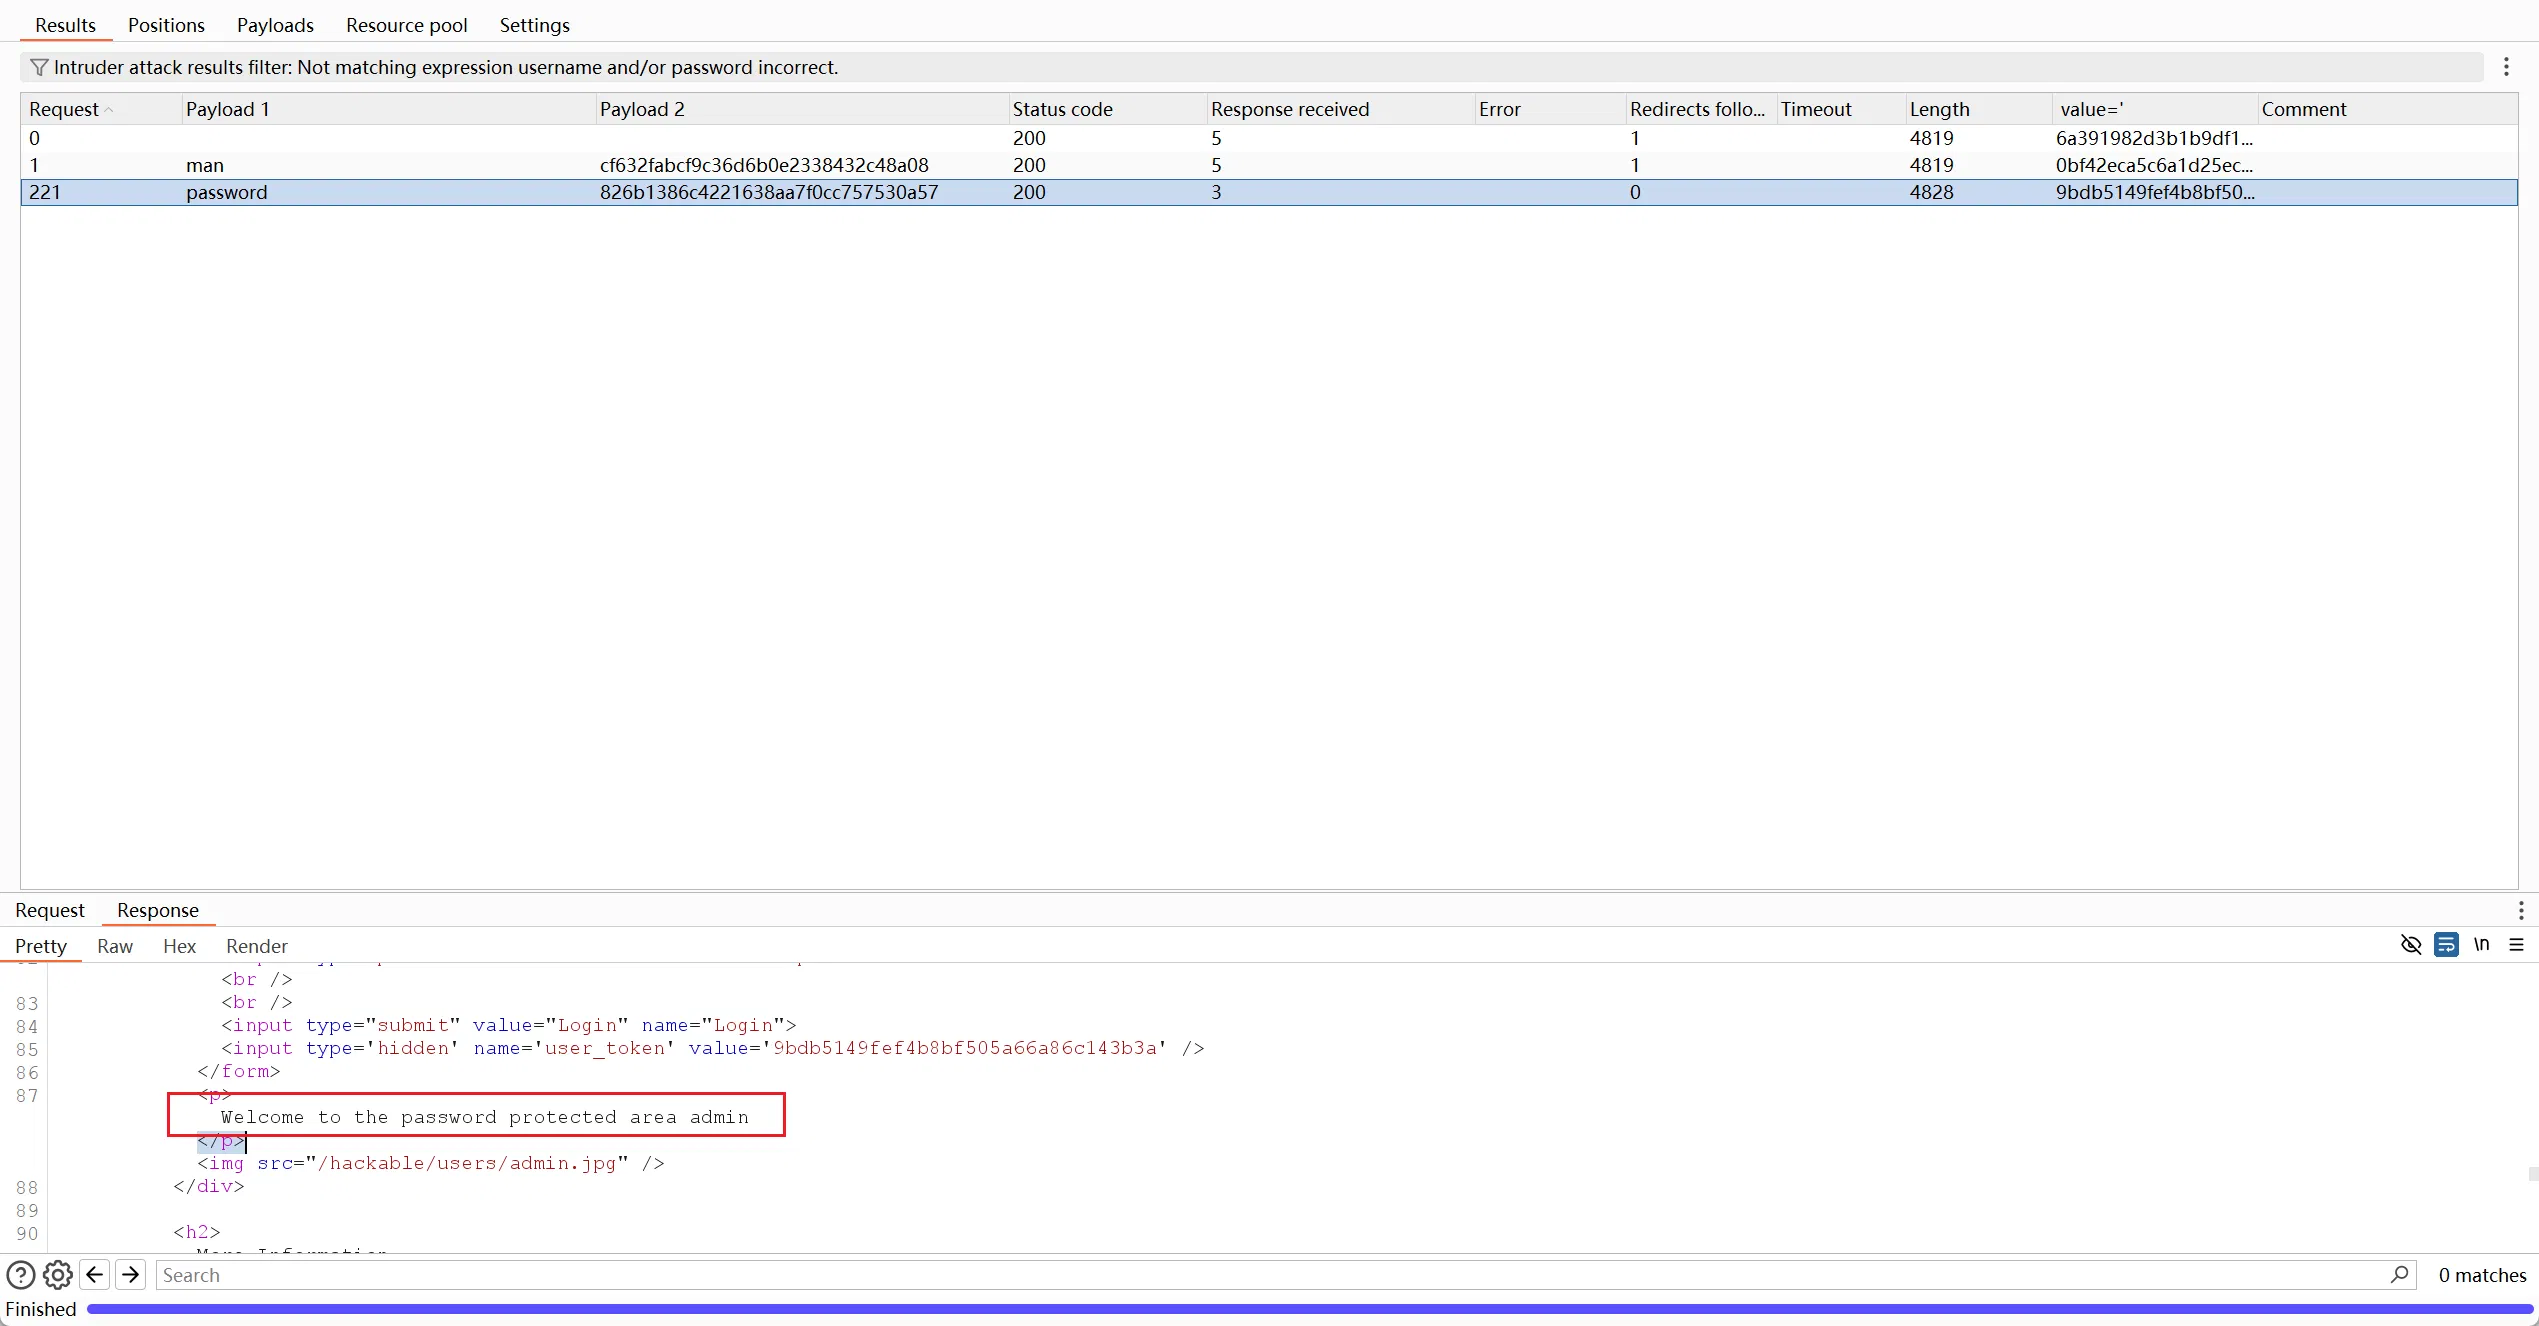 Results Positions Payloads Resource pool Settings
Intruder attack results filter: Not matching expression username and/or password incorrect.
Request Payload 1 Payload 2 Status code Response received Error Redirects follo... Timeout Length value=' Comment
0 200 5 1 4819 6a391982d3b1b9df1...
1 man cf632fabcf9c36d6b0e2338432c48a08 200 5 1 4819 0bf42eca5c6a1d25ec...
221 password 826b1386c4221638aa7f0cc757530a57 200 3 0 4828 9bdb5149fef4b8bf50...
Request Response
Pretty Raw Hex Render \n
<br />
83 <br />
84 <input type="submit" value="Login" name="Login">
85 <input type='hidden' name='user_token' value='9bdb5149fef4b8bf505a66a86c143b3a' />
86 </form>
87 <p>
Welcome to the password protected area admin
</p>
<img src="/hackable/users/admin.jpg" />
88 </div>
89
90 <h2>
More Information
Search 0 matches
Finished